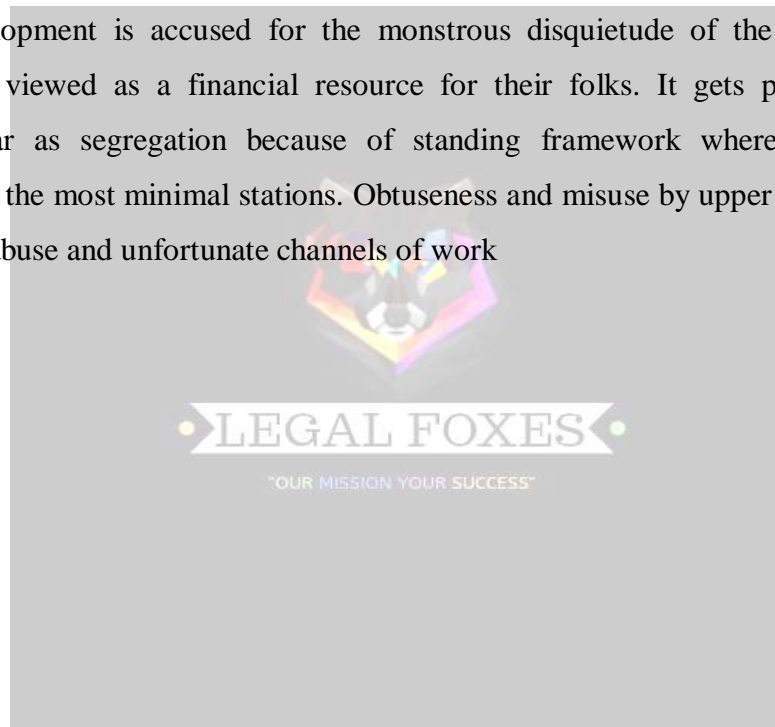 opment is accused for the monstrous disquietude of the
viewed as a financial resource for their folks. It gets p
as segregation because of standing framework where
the most minimal stations. Obtuseness and misuse by upper
buse and unfortunate channels of work
LEGAL FOXES
"OUR MISSION YOUR SUCCESS"